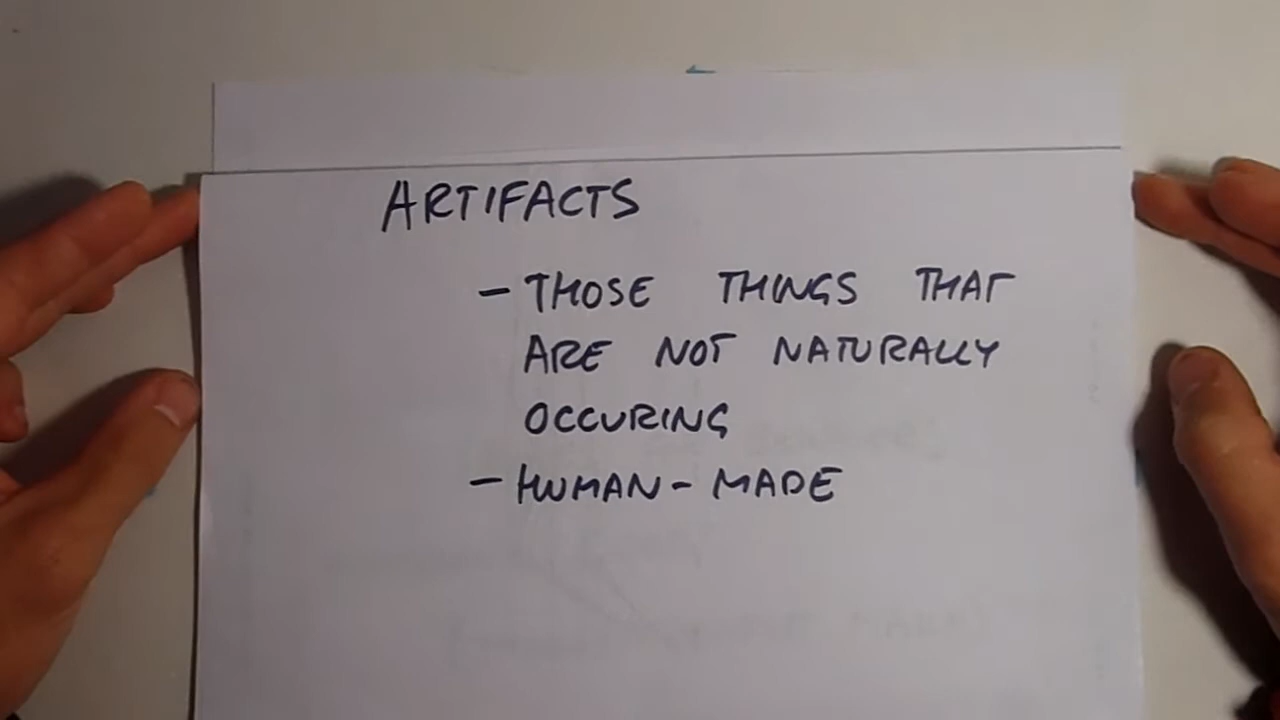 ARTIFACTS
- THOSE THINGS THAT
ARE NOT NATURALLY
OCCURING
- HUMAN-MADE